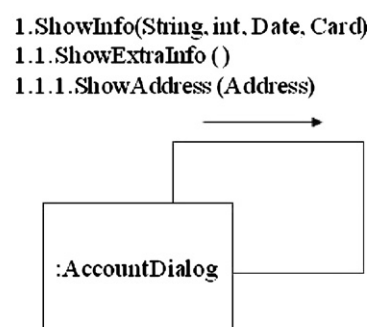 1.ShowInfo(String, int, Date, Card)
1.1.ShowExtraInfo ()
1.1.1.ShowAddress (Address)
:AccountDialog